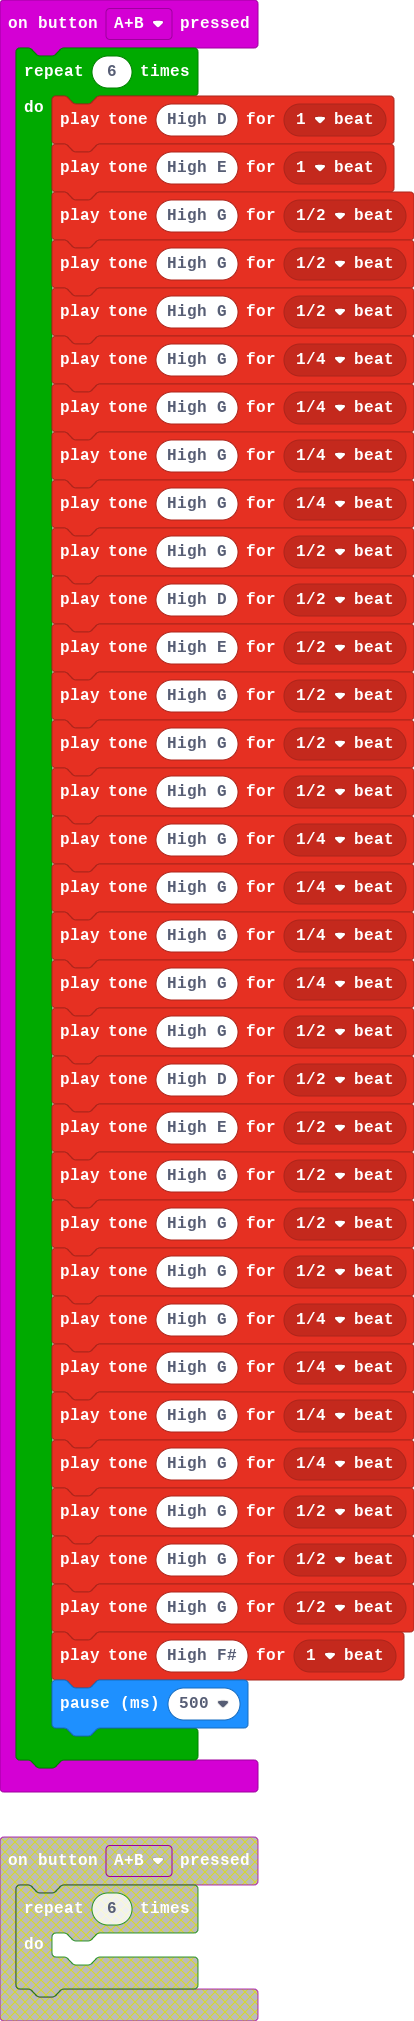 on button A+B pressed
repeat 6 times
do
play tone High D for 1 beat
play tone High E for 1 beat
play tone High G for 1/2 beat
play tone High G for 1/2 beat
play tone High G for 1/2 beat
play tone High G for 1/4 beat
play tone High G for 1/4 beat
play tone High G for 1/4 beat
play tone High G for 1/4 beat
play tone High G for 1/2 beat
play tone High D for 1/2 beat
play tone High E for 1/2 beat
play tone High G for 1/2 beat
play tone High G for 1/2 beat
play tone High G for 1/2 beat
play tone High G for 1/4 beat
play tone High G for 1/4 beat
play tone High G for 1/4 beat
play tone High G for 1/4 beat
play tone High G for 1/2 beat
play tone High D for 1/2 beat
play tone High E for 1/2 beat
play tone High G for 1/2 beat
play tone High G for 1/2 beat
play tone High G for 1/2 beat
play tone High G for 1/4 beat
play tone High G for 1/4 beat
play tone High G for 1/4 beat
play tone High G for 1/4 beat
play tone High G for 1/2 beat
play tone High G for 1/2 beat
play tone High G for 1/2 beat
play tone High F# for 1 beat
pause (ms) 500
on button A+B pressed
repeat 6 times
do